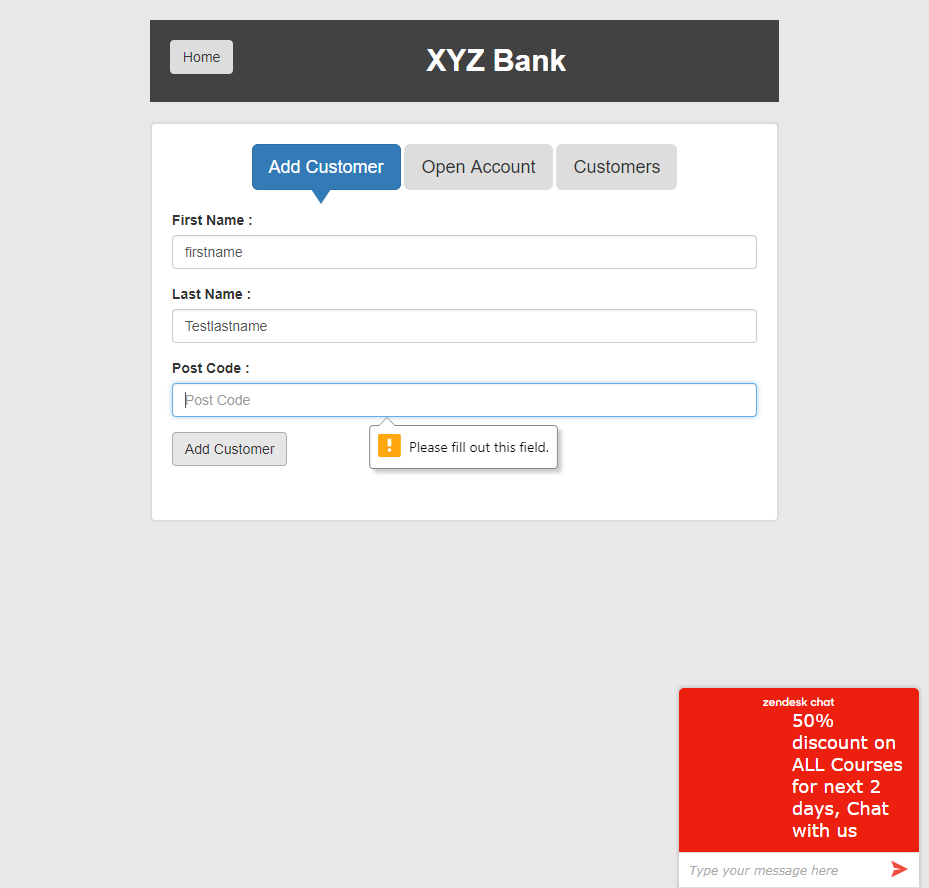 Home
XYZ Bank
Add Customer
Open Account
Customers
First Name :
firstname
Last Name :
Testlastname
Post Code :
Post Code
Add Customer
! Please fill out this field.
zendesk chat
50%
discount on
ALL Courses
for next 2
days, Chat
with us
Type your message here